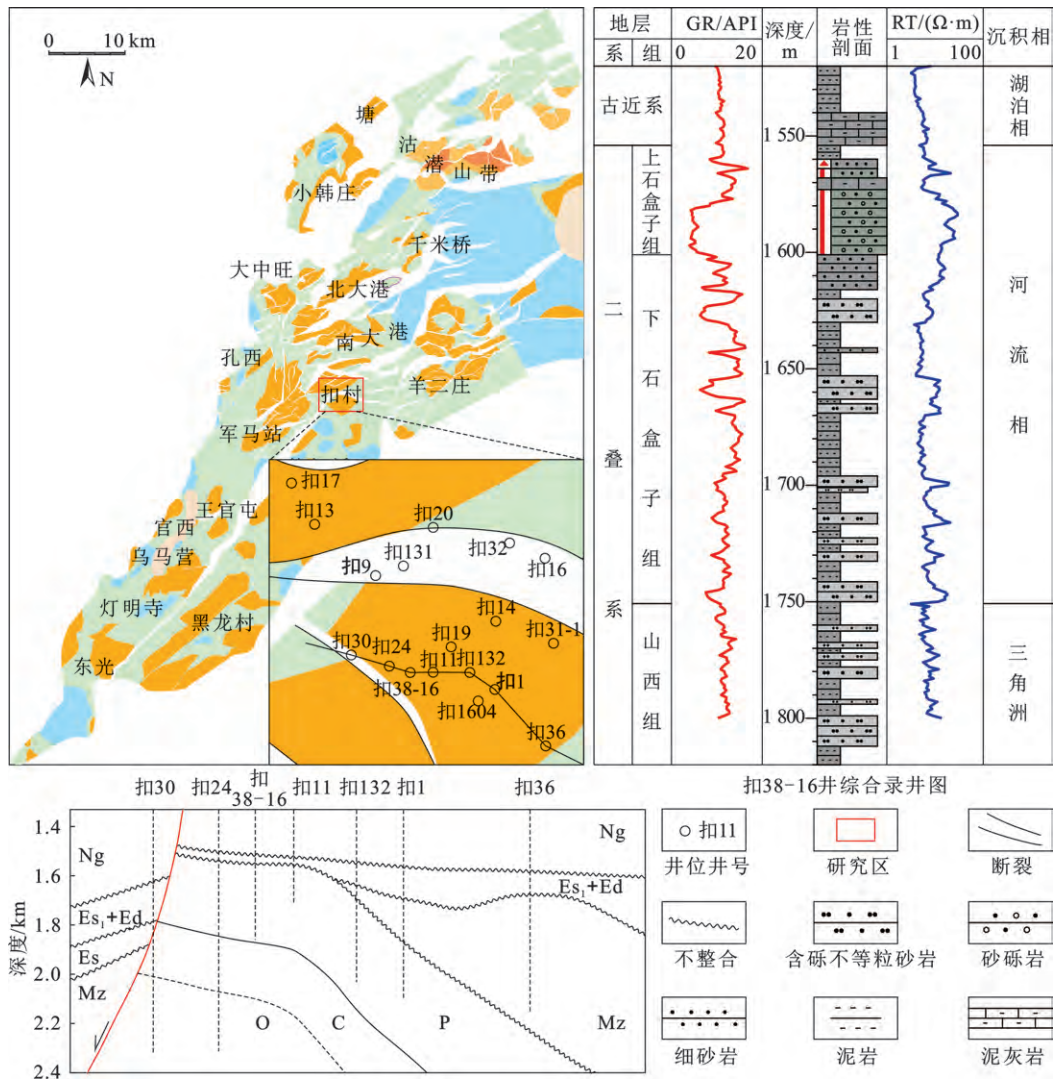 0 10 km
N
塘
沽
潜
山
带
小韩庄
千米桥
大中旺
北大港
南大港
孔西
羊二庄
扣村
军马站
王官屯
官西
乌马营
灯明寺
黑龙村
东光
扣17
扣13
扣20
扣32
扣16
扣131
扣9
扣14
扣31-1
扣19
扣30
扣24
扣11
扣132
扣38-16
扣1
扣1604
扣36
地层 GR/API 深度/m 岩性剖面 RT/(Ω·m) 沉积相
系 组 0 20 1 100
古近系
二叠系
上石盒子组
下石盒子组
山西组
1 550
1 600
1 650
1 700
1 750
1 800
湖泊相
河流相
三角洲
扣38-16井综合录井图
扣30 扣24 扣38-16 扣11 扣132 扣1 扣36
深度/km
1.4
1.6
1.8
2.0
2.2
2.4
Ng
Ng
Es₁+Ed
Es₁+Ed
Es
Mz
O
C
P
Mz
扣11
井位井号 研究区 断裂
不整合 含砾不等粒砂岩 砂砾岩
细砂岩 泥岩 泥灰岩